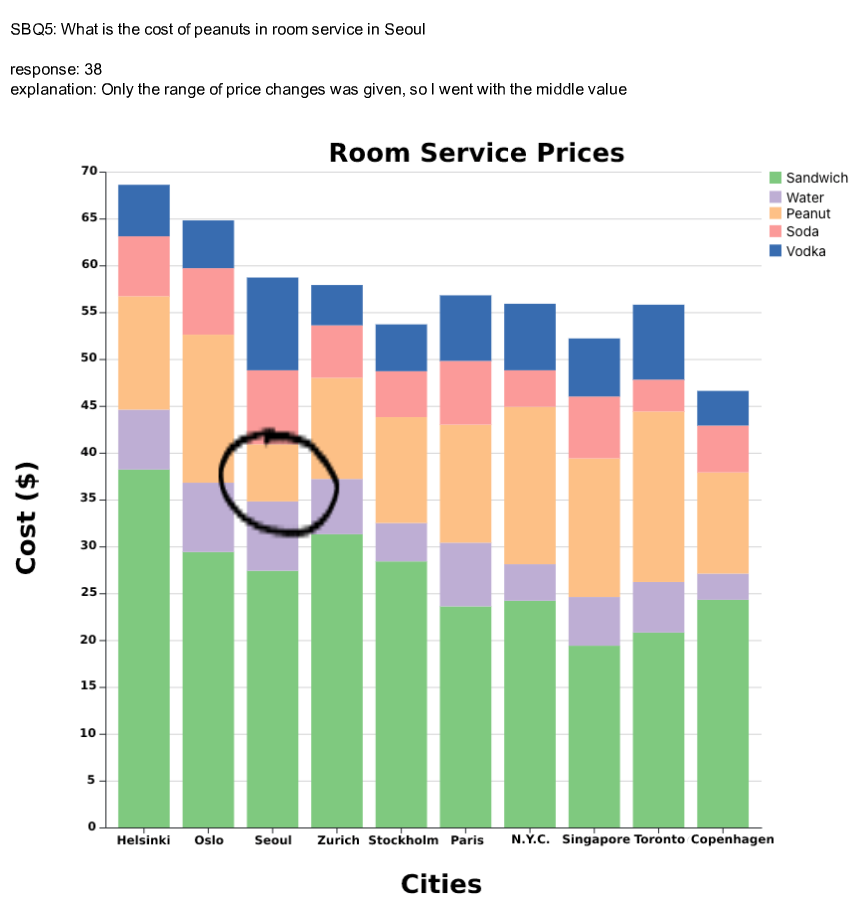 SBQ5: What is the cost of peanuts in room service in Seoul
response: 38
explanation: Only the range of price changes was given, so I went with the middle value
Room Service Prices
Sandwich
Water
Peanut
Soda
Vodka
70
65
60
55
50
45
40
35
30
25
20
15
10
5
0
Cost ($)
Helsinki Oslo Seoul Zurich Stockholm Paris N.Y.C. Singapore Toronto Copenhagen
Cities